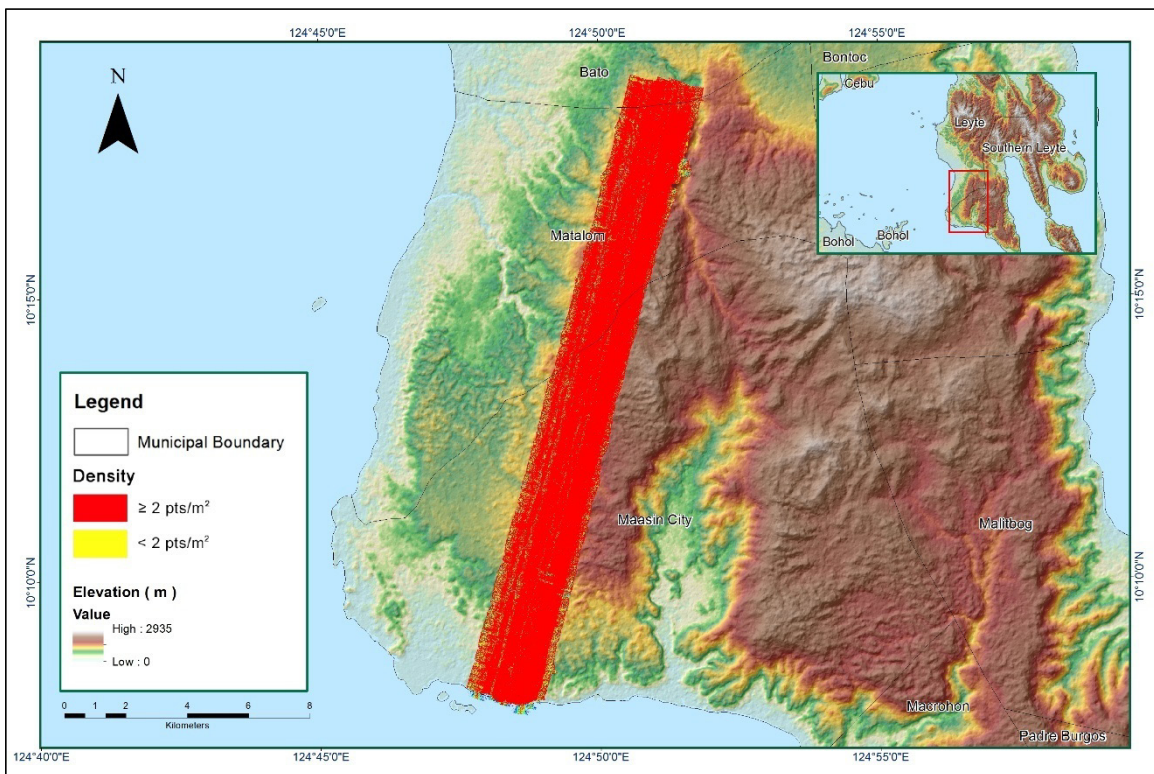 124°45'0"E
124°50'0"E
124°55'0"E
N
Bato
Bontoc
Cebu
Leyte
Southern Leyte
Bohol
Bohol
Matalom
10°15'0"N
10°15'0"N
Legend
Municipal Boundary
Density
≥ 2 pts/m²
< 2 pts/m²
Elevation ( m )
Value
High : 2935
Low : 0
Maasin City
Malitbog
10°10'0"N
10°10'0"N
0 1 2 4 6 8
Kilometers
Macrohon
Padre Burgos
124°40'0"E
124°45'0"E
124°50'0"E
124°55'0"E